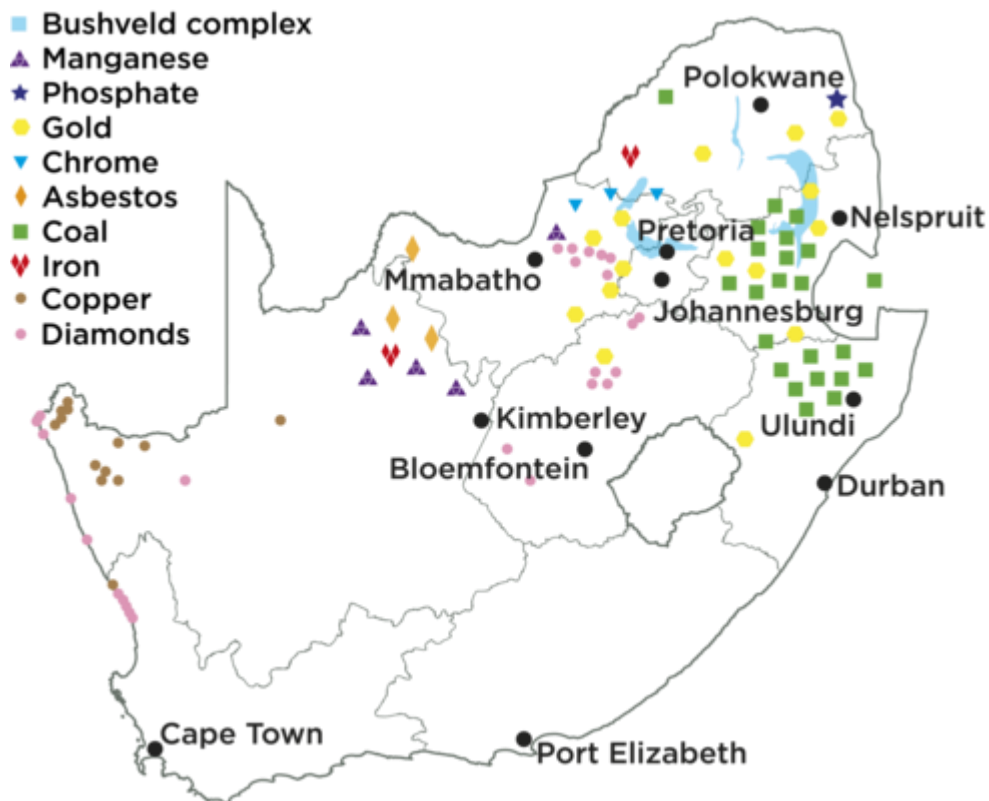 Bushveld complex
Manganese
Phosphate
Gold
Chrome
Asbestos
Coal
Iron
Copper
Diamonds
Polokwane
Nelspruit
Pretoria
Mmabatho
Johannesburg
Kimberley
Ulundi
Bloemfontein
Durban
Cape Town
Port Elizabeth